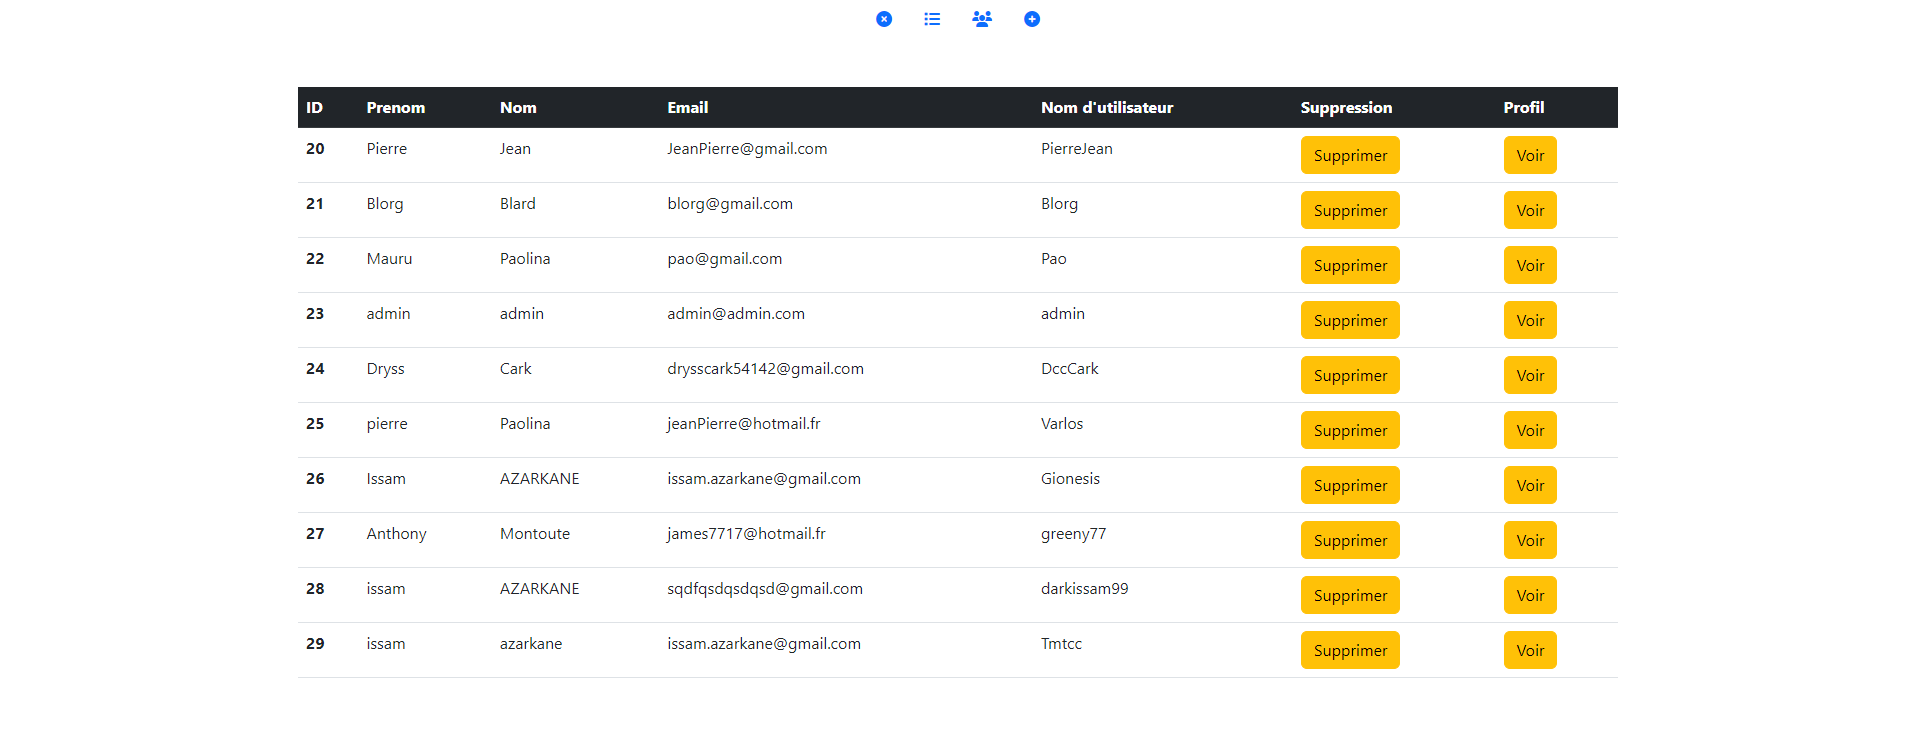 ID Prenom Nom Email Nom d'utilisateur Suppression Profil
20 Pierre Jean JeanPierre@gmail.com PierreJean Supprimer Voir
21 Blorg Blard blorg@gmail.com Blorg Supprimer Voir
22 Mauru Paolina pao@gmail.com Pao Supprimer Voir
23 admin admin admin@admin.com admin Supprimer Voir
24 Dryss Cark drysscark54142@gmail.com DccCark Supprimer Voir
25 pierre Paolina jeanPierre@hotmail.fr Varlos Supprimer Voir
26 Issam AZARKANE issam.azarkane@gmail.com Gionesis Supprimer Voir
27 Anthony Montoute james7717@hotmail.fr greeny77 Supprimer Voir
28 issam AZARKANE sqdfqsdqsdqsd@gmail.com darkissam99 Supprimer Voir
29 issam azarkane issam.azarkane@gmail.com Tmtcc Supprimer Voir